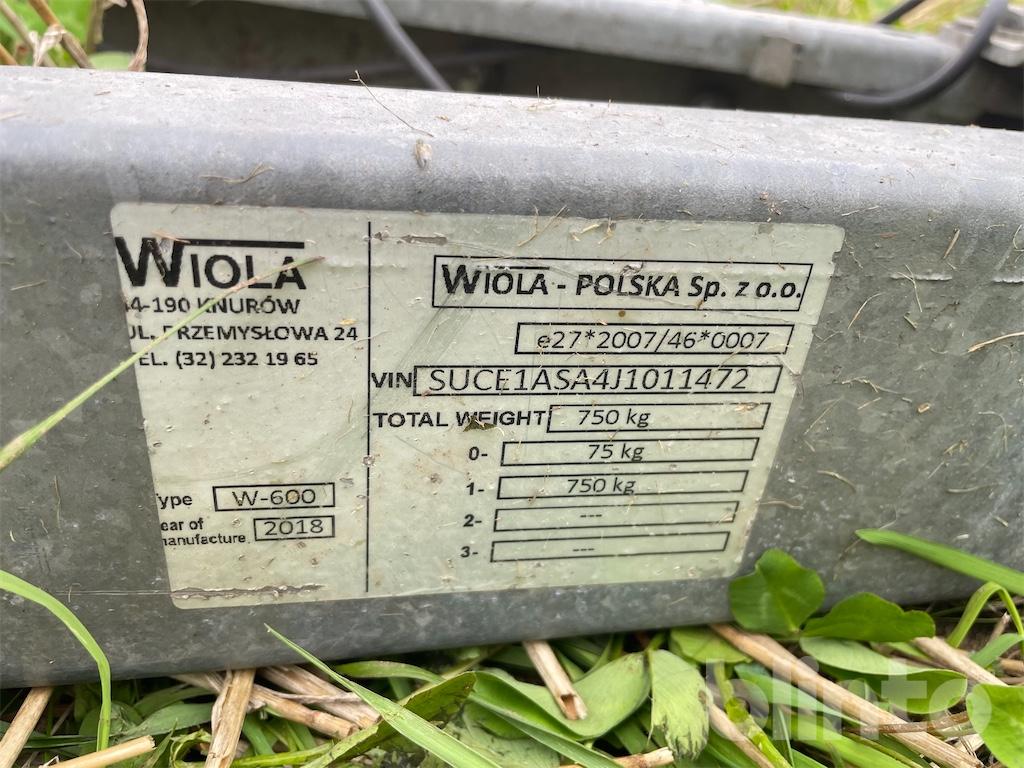 WIOLA
4-190 KNURÓW
UL. PRZEMYSŁOWA 24
TEL. (32) 232 19 65
Type W-600
ear of
manufacture 2018
WIOLA - POLSKA Sp. z o.o.
e27*2007/46*0007
VIN SUCE1ASA4J1011472
TOTAL WEIGHT 750 kg
0- 75 kg
1- 750 kg
2- ---
3- ---
blinto